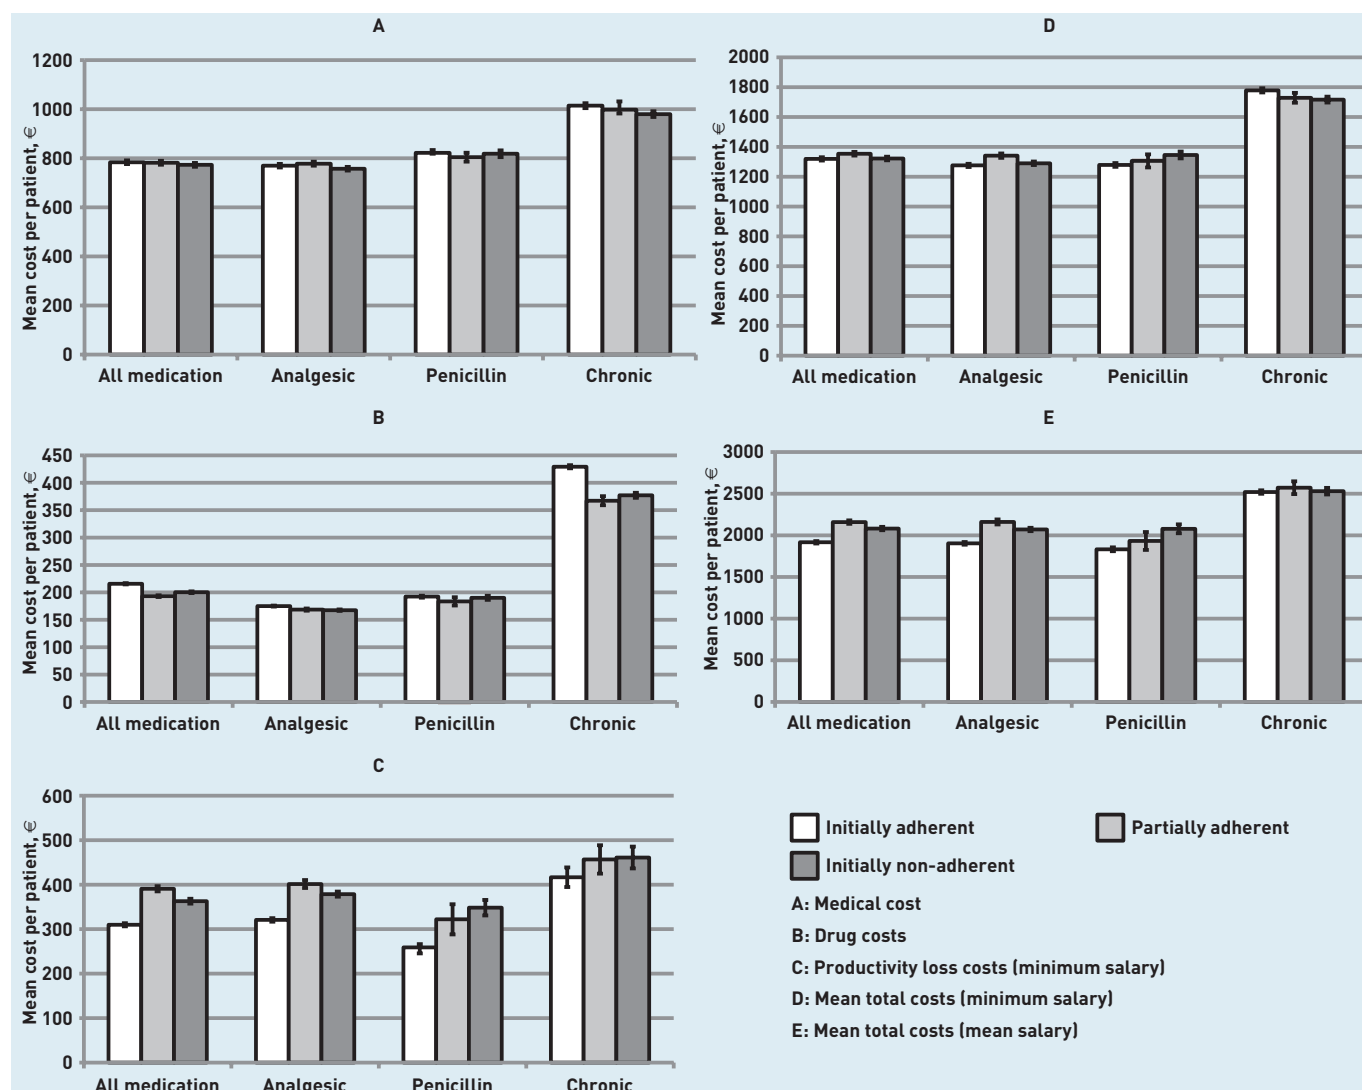 A
Mean cost per patient, €
1200
1000
800
600
400
200
0
All medication Analgesic Penicillin Chronic
B
Mean cost per patient, €
450
400
350
300
250
200
150
100
50
0
All medication Analgesic Penicillin Chronic
C
Mean cost per patient, €
600
500
400
300
200
100
0
All medication Analgesic Penicillin Chronic
D
Mean cost per patient, €
2000
1800
1600
1400
1200
1000
800
600
400
200
0
All medication Analgesic Penicillin Chronic
E
Mean cost per patient, €
3000
2500
2000
1500
1000
500
0
All medication Analgesic Penicillin Chronic
Initially adherent Partially adherent
Initially non-adherent
A: Medical cost
B: Drug costs
C: Productivity loss costs (minimum salary)
D: Mean total costs (minimum salary)
E: Mean total costs (mean salary)